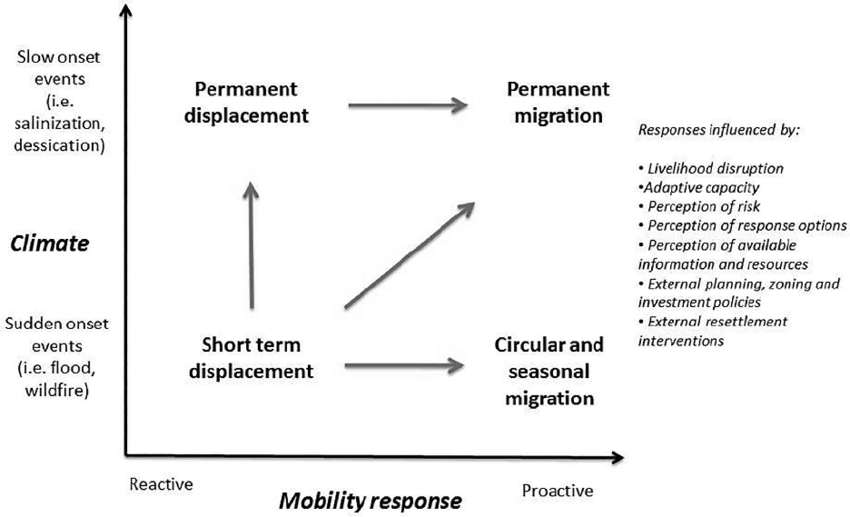 Slow onset
events
(i.e.
salinization,
dessication)
Climate
Sudden onset
events
(i.e. flood,
wildfire)
Permanent
displacement
Permanent
migration
Short term
displacement
Circular and
seasonal
migration
Responses influenced by:
• Livelihood disruption
•Adaptive capacity
• Perception of risk
• Perception of response options
• Perception of available
information and resources
• External planning, zoning and
investment policies
• External resettlement
interventions
Reactive
Mobility response
Proactive